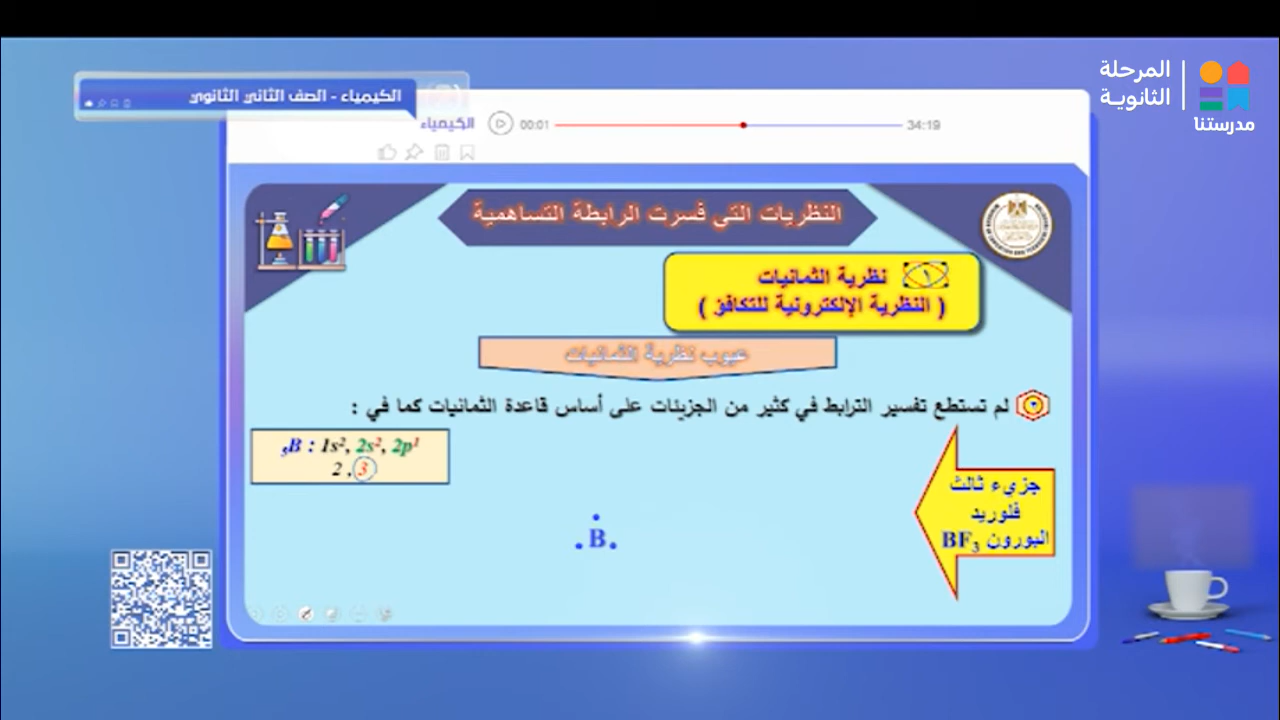 المرحلة
الثانوية
مدرستنا
الكيمياء - الصف الثاني الثانوي
الكيمياء
00:01
34:19
النظريات التى فسرت الرابطة التساهمية
١ نظرية الثمانيات
( النظرية الإلكترونية للتكافؤ )
عيوب نظرية الثمانيات
لم تستطع تفسير الترابط في كثير من الجزيئات على أساس قاعدة الثمانيات كما في :
₅B : 1s², 2s², 2p¹
2 , 3
جزيء ثالث
فلوريد
البورون BF₃
B